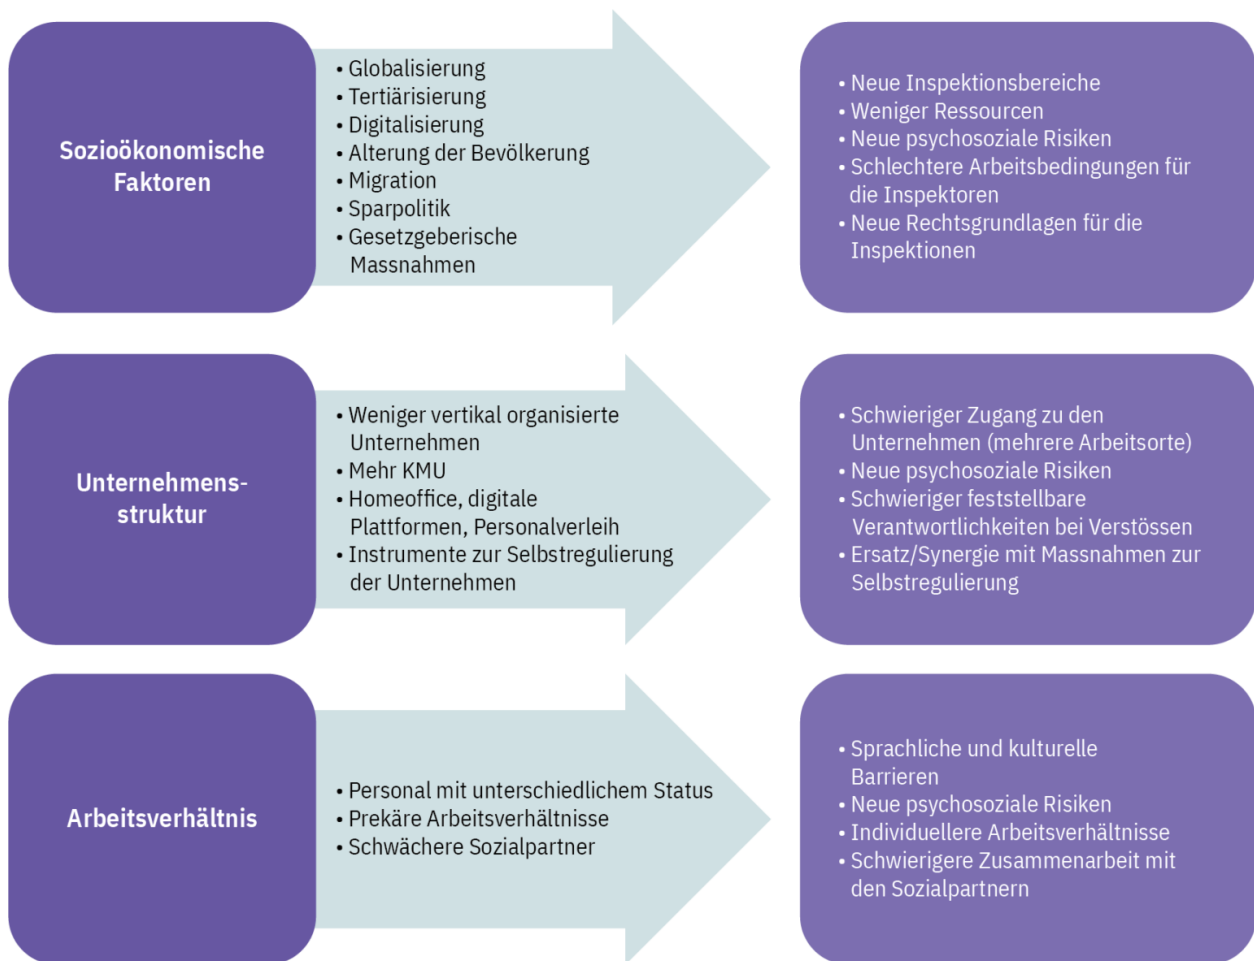 Sozioökonomische
Faktoren
• Globalisierung
• Tertiärisierung
• Digitalisierung
• Alterung der Bevölkerung
• Migration
• Sparpolitik
• Gesetzgeberische
Massnahmen
• Neue Inspektionsbereiche
• Weniger Ressourcen
• Neue psychosoziale Risiken
• Schlechtere Arbeitsbedingungen für
die Inspektoren
• Neue Rechtsgrundlagen für die
Inspektionen
Unternehmens-
struktur
• Weniger vertikal organisierte
Unternehmen
• Mehr KMU
• Homeoffice, digitale
Plattformen, Personalverleih
• Instrumente zur Selbstregulierung
der Unternehmen
• Schwieriger Zugang zu den
Unternehmen (mehrere Arbeitsorte)
• Neue psychosoziale Risiken
• Schwieriger feststellbare
Verantwortlichkeiten bei Verstössen
• Ersatz/Synergie mit Massnahmen zur
Selbstregulierung
Arbeitsverhältnis
• Personal mit unterschiedlichem Status
• Prekäre Arbeitsverhältnisse
• Schwächere Sozialpartner
• Sprachliche und kulturelle
Barrieren
• Neue psychosoziale Risiken
• Individuellere Arbeitsverhältnisse
• Schwierigere Zusammenarbeit mit
den Sozialpartnern